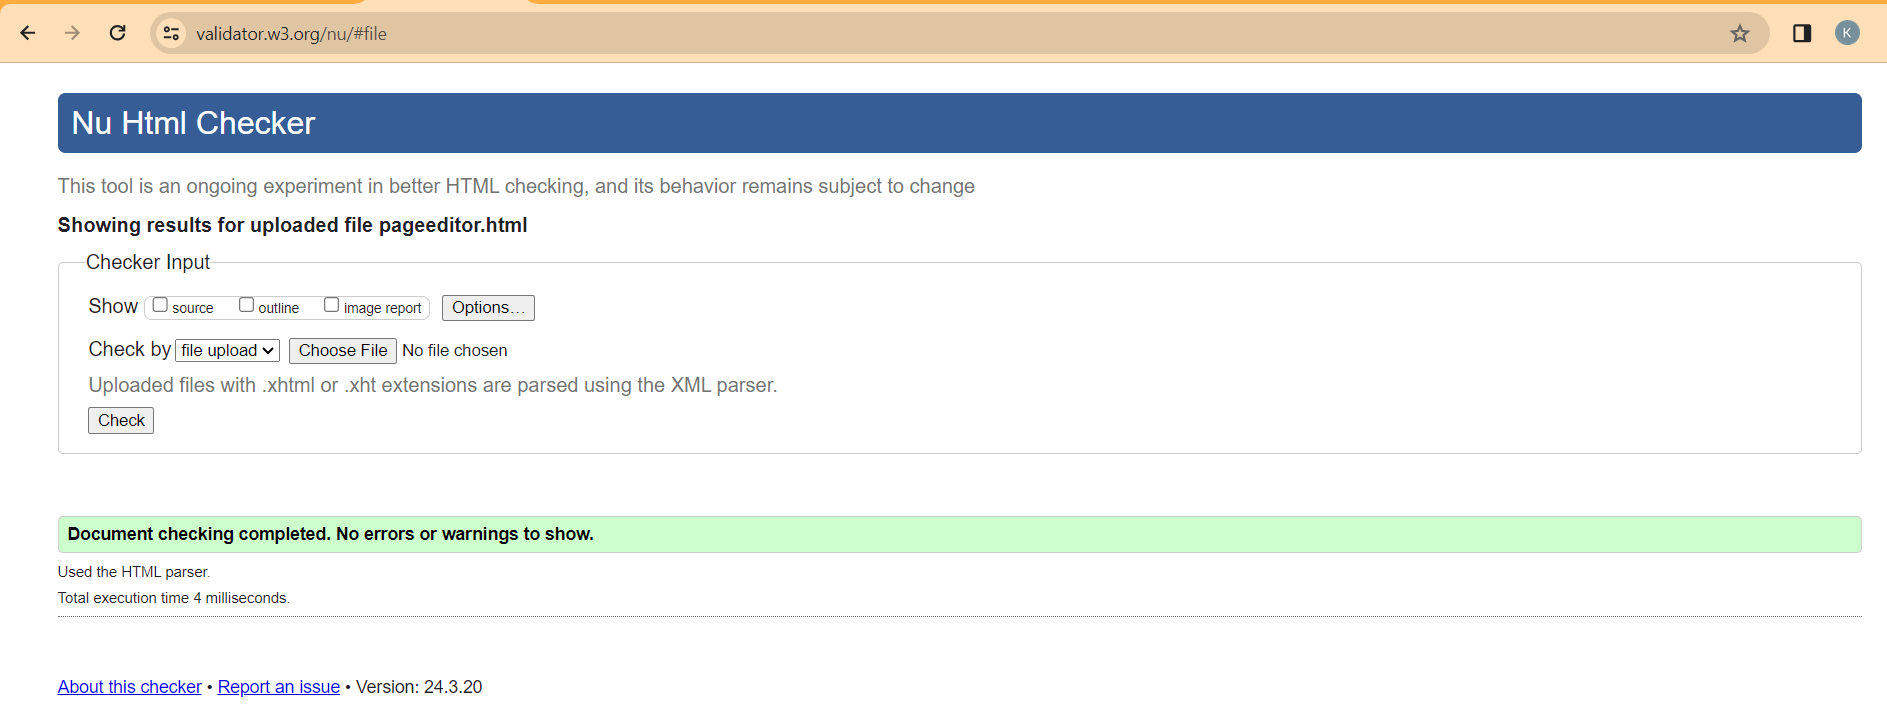 validator.w3.org/nu/#file
K
Nu Html Checker
This tool is an ongoing experiment in better HTML checking, and its behavior remains subject to change
Showing results for uploaded file pageeditor.html
Checker Input
Show source outline image report Options...
Check by file upload Choose File No file chosen
Uploaded files with .xhtml or .xht extensions are parsed using the XML parser.
Check
Document checking completed. No errors or warnings to show.
Used the HTML parser.
Total execution time 4 milliseconds.
About this checker • Report an issue • Version: 24.3.20